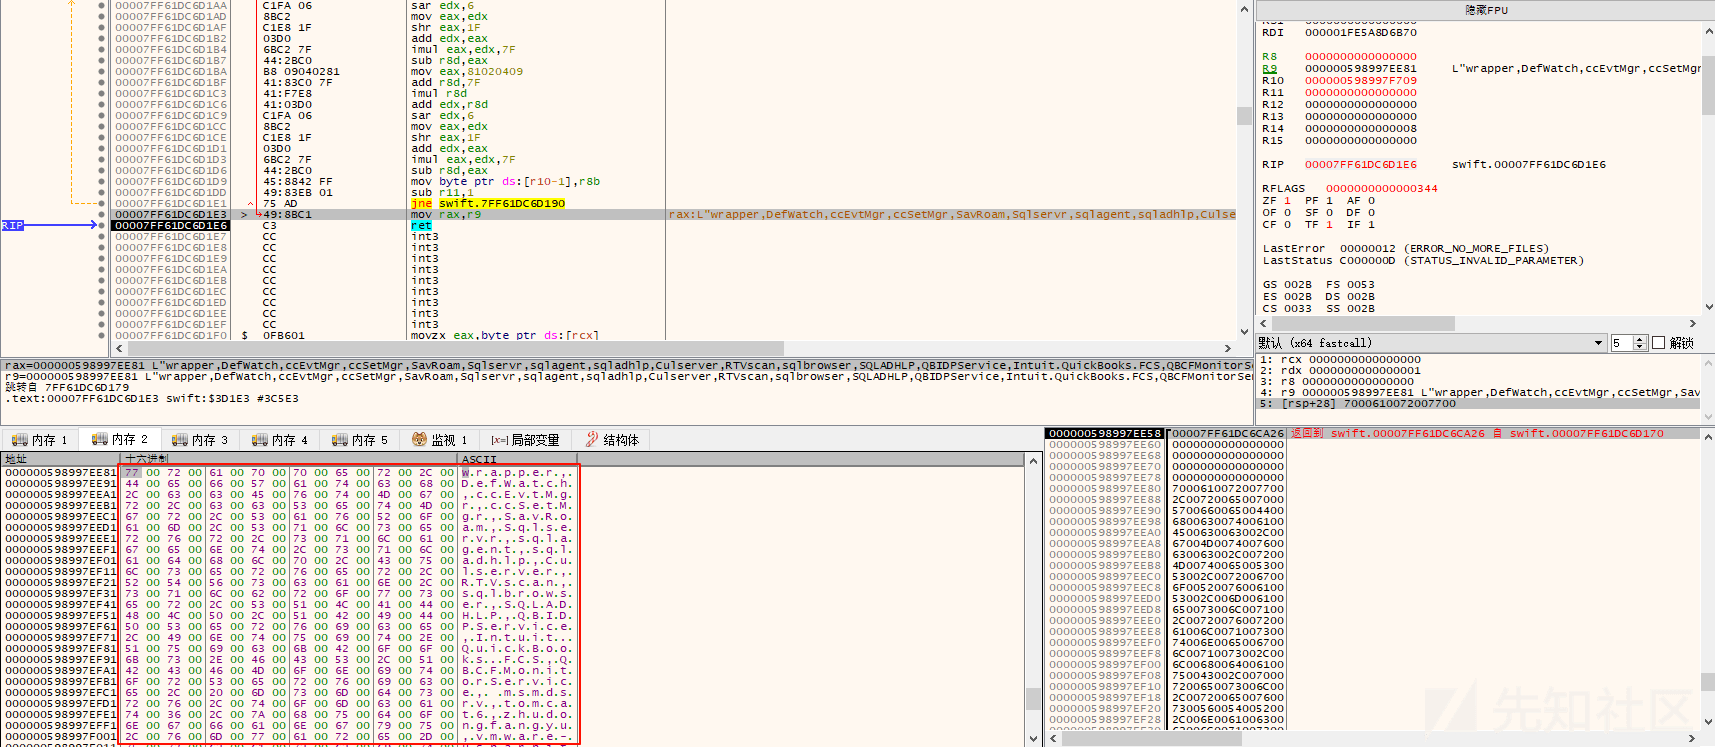 00007FF61DC6D1AA C1FA 06 sar edx,6
00007FF61DC6D1AD 8BC2 mov eax,edx
00007FF61DC6D1AF C1E8 1F shr eax,1F
00007FF61DC6D1B2 03D0 add edx,eax
00007FF61DC6D1B4 6BC2 7F imul eax,edx,7F
00007FF61DC6D1B7 44:2BC0 sub r8d,eax
00007FF61DC6D1BA B8 09040281 mov eax,81020409
00007FF61DC6D1BF 41:83C0 7F add r8d,7F
00007FF61DC6D1C3 41:F7E8 imul r8d
00007FF61DC6D1C6 41:03D0 add edx,r8d
00007FF61DC6D1C9 C1FA 06 sar edx,6
00007FF61DC6D1CC 8BC2 mov eax,edx
00007FF61DC6D1CE C1E8 1F shr eax,1F
00007FF61DC6D1D1 03D0 add edx,eax
00007FF61DC6D1D3 6BC2 7F imul eax,edx,7F
00007FF61DC6D1D6 44:2BC0 sub r8d,eax
00007FF61DC6D1D9 45:8842 FF mov byte ptr ds:[r10-1],r8b
00007FF61DC6D1DD 49:83EB 01 sub r11,1
00007FF61DC6D1E1 75 AD jne swift.7FF61DC6D190
00007FF61DC6D1E3 > 49:8BC1 mov rax,r9 rax:L"wrapper,DefWatch,ccEvtMgr,ccSetMgr,SavRoam,Sqlservr,sqlagent,sqladhlp,Culse
RIP 00007FF61DC6D1E6 C3 ret
00007FF61DC6D1E7 CC int3
00007FF61DC6D1E8 CC int3
00007FF61DC6D1E9 CC int3
00007FF61DC6D1EA CC int3
00007FF61DC6D1EB CC int3
00007FF61DC6D1EC CC int3
00007FF61DC6D1ED CC int3
00007FF61DC6D1EE CC int3
00007FF61DC6D1EF CC int3
00007FF61DC6D1F0 $ 0FB601 movzx eax,byte ptr ds:[rcx]
隐藏FPU
RDI 000001FE5A8D6B70
R8 0000000000000000
R9 000000598997EE81 L"wrapper,DefWatch,ccEvtMgr,ccSetMgr
R10 000000598997F709
R11 0000000000000000
R12 0000000000000000
R13 0000000000000000
R14 0000000000000008
R15 0000000000000000
RIP 00007FF61DC6D1E6 swift.00007FF61DC6D1E6
RFLAGS 0000000000000344
ZF 1 PF 1 AF 0
OF 0 SF 0 DF 0
CF 0 TF 1 IF 1
LastError 00000012 (ERROR_NO_MORE_FILES)
LastStatus C000000D (STATUS_INVALID_PARAMETER)
GS 002B FS 0053
ES 002B DS 002B
CS 0033 SS 002B
默认 (x64 fastcall) 5 解锁
1: rcx 0000000000000000
2: rdx 0000000000000001
3: r8 0000000000000000
4: r9 000000598997EE81 L"wrapper,DefWatch,ccEvtMgr,ccSetMgr,Sav
5: [rsp+28] 7000610072007700
rax=000000598997EE81 L"wrapper,DefWatch,ccEvtMgr,ccSetMgr,SavRoam,Sqlservr,sqlagent,sqladhlp,Culserver,RTVscan,sqlbrowser,SQLADHLP,QBIDPService,Intuit.QuickBooks.FCS,QBCFMonitorSer
r9=000000598997EE81 L"wrapper,DefWatch,ccEvtMgr,ccSetMgr,SavRoam,Sqlservr,sqlagent,sqladhlp,Culserver,RTVscan,sqlbrowser,SQLADHLP,QBIDPService,Intuit.QuickBooks.FCS,QBCFMonitorSer
跳转自 7FF61DC6D179
.text:00007FF61DC6D1E3 swift:$3D1E3 #3C5E3
内存 1 内存 2 内存 3 内存 4 内存 5 监视 1 [x=] 局部变量 结构体
地址 十六进制 ASCII
000000598997EE81 77 00 72 00 61 00 70 00 70 00 65 00 72 00 2C 00 w.r.a.p.p.e.r.,.
000000598997EE91 44 00 65 00 66 00 57 00 61 00 74 00 63 00 68 00 D.e.f.W.a.t.c.h.
000000598997EEA1 2C 00 63 00 63 00 45 00 76 00 74 00 4D 00 67 00 ,.c.c.E.v.t.M.g.
000000598997EEB1 72 00 2C 00 63 00 63 00 53 00 65 00 74 00 4D 00 r.,.c.c.S.e.t.M.
000000598997EEC1 67 00 72 00 2C 00 53 00 61 00 76 00 52 00 6F 00 g.r.,.S.a.v.R.o.
000000598997EED1 61 00 6D 00 2C 00 53 00 71 00 6C 00 73 00 65 00 a.m.,.S.q.l.s.e.
000000598997EEE1 72 00 76 00 72 00 2C 00 73 00 71 00 6C 00 61 00 r.v.r.,.s.q.l.a.
000000598997EEF1 67 00 65 00 6E 00 74 00 2C 00 73 00 71 00 6C 00 g.e.n.t.,.s.q.l.
000000598997EF01 61 00 64 00 68 00 6C 00 70 00 2C 00 43 00 75 00 a.d.h.l.p.,.C.u.
000000598997EF11 6C 00 73 00 65 00 72 00 76 00 65 00 72 00 2C 00 l.s.e.r.v.e.r.,.
000000598997EF21 52 00 54 00 56 00 73 00 63 00 61 00 6E 00 2C 00 R.T.V.s.c.a.n.,.
000000598997EF31 73 00 71 00 6C 00 62 00 72 00 6F 00 77 00 73 00 s.q.l.b.r.o.w.s.
000000598997EF41 65 00 72 00 2C 00 53 00 51 00 4C 00 41 00 44 00 e.r.,.S.Q.L.A.D.
000000598997EF51 48 00 4C 00 50 00 2C 00 51 00 42 00 49 00 44 00 H.L.P.,.Q.B.I.D.
000000598997EF61 50 00 53 00 65 00 72 00 76 00 69 00 63 00 65 00 P.S.e.r.v.i.c.e.
000000598997EF71 2C 00 49 00 6E 00 74 00 75 00 69 00 74 00 2E 00 ,.I.n.t.u.i.t...
000000598997EF81 51 00 75 00 69 00 63 00 6B 00 42 00 6F 00 6F 00 Q.u.i.c.k.B.o.o.
000000598997EF91 6B 00 73 00 2E 00 46 00 43 00 53 00 2C 00 51 00 k.s...F.C.S.,.Q.
000000598997EFA1 42 00 43 00 46 00 4D 00 6F 00 6E 00 69 00 74 00 B.C.F.M.o.n.i.t.
000000598997EFB1 6F 00 72 00 53 00 65 00 72 00 76 00 69 00 63 00 o.r.S.e.r.v.i.c.
000000598997EFC1 65 00 2C 00 20 00 6D 00 73 00 6D 00 64 00 73 00 e.,. .m.s.m.d.s.
000000598997EFD1 72 00 76 00 2C 00 74 00 6F 00 6D 00 63 00 61 00 r.v.,.t.o.m.c.a.
000000598997EFE1 74 00 36 00 2C 00 7A 00 68 00 75 00 64 00 6F 00 t.6.,.z.h.u.d.o.
000000598997EFF1 6E 00 67 00 66 00 61 00 6E 00 67 00 79 00 75 00 n.g.f.a.n.g.y.u.
000000598997F001 2C 00 76 00 6D 00 77 00 61 00 72 00 65 00 2D 00 ,.v.m.w.a.r.e.-.
000000598997EE58 00007FF61DC6CA26 返回到 swift.00007FF61DC6CA26 自 swift.00007FF61DC6D170
000000598997EE60 0000000000000000
000000598997EE68 0000000000000000
000000598997EE70 0000000000000000
000000598997EE78 0000000000000000
000000598997EE80 7000610072007700
000000598997EE88 2C00720065007000
000000598997EE90 5700660065004400
000000598997EE98 6800630074006100
000000598997EEA0 4500630063002C00
000000598997EEA8 67004D0074007600
000000598997EEB0 630063002C007200
000000598997EEB8 4D00740065005300
000000598997EEC0 53002C0072006700
000000598997EEC8 6F00520076006100
000000598997EED0 53002C006D006100
000000598997EED8 650073006C007100
000000598997EEE0 2C00720076007200
000000598997EEE8 61006C0071007300
000000598997EEF0 74006E0065006700
000000598997EEF8 6C00710073002C00
000000598997EF00 6C00680064006100
000000598997EF08 750043002C007000
000000598997EF10 7200650073006C00
000000598997EF18 2C00720065007600
000000598997EF20 7300560054005200
000000598997EF28 2C006E0061006300
先知社区